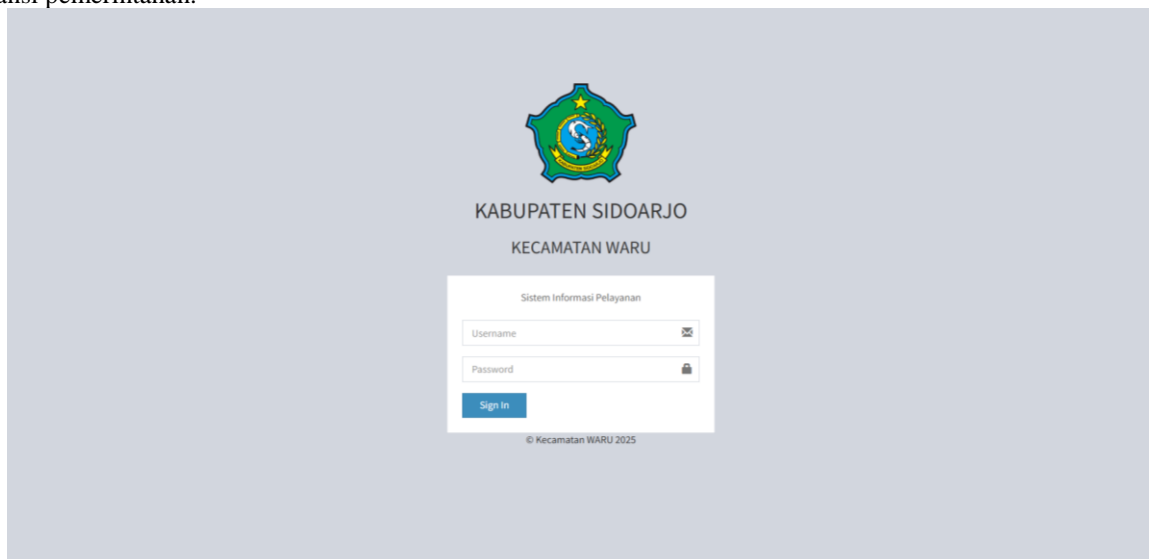 KABUPATEN SIDOARJO
KECAMATAN WARU
Sistem Informasi Pelayanan
Username
Password
Sign In
© Kecamatan WARU 2025